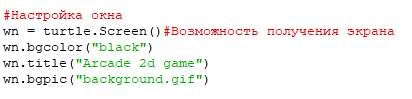 #Настройка окна
wn = turtle.Screen()#Возможность получения экрана
wn.bgcolor("black")
wn.title("Arcade 2d game")
wn.bgpic("background.gif")